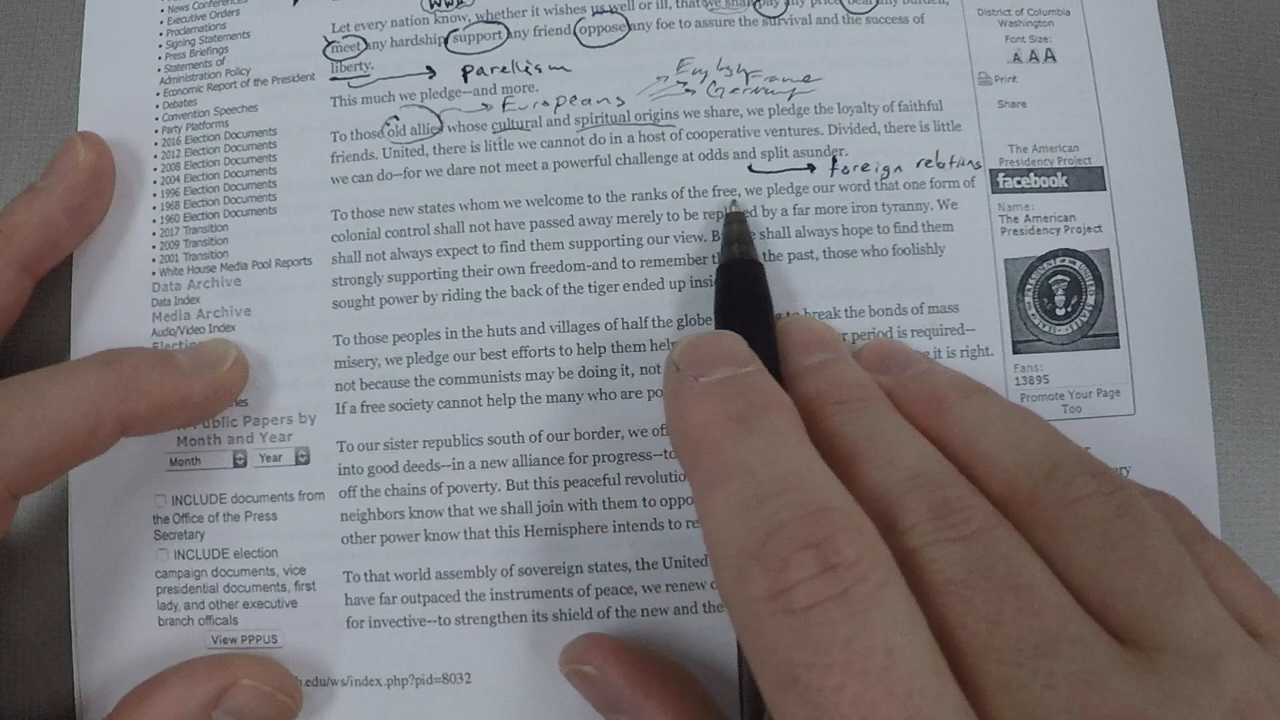 • News Conferences
• Executive Orders
• Proclamations
• Signing Statements
• Press Briefings
• Statements of
Administration Policy
• Economic Report of the President
• Debates
• Convention Speeches
• Party Platforms
• 2016 Election Documents
• 2012 Election Documents
• 2008 Election Documents
• 2004 Election Documents
• 1996 Election Documents
• 1968 Election Documents
• 1960 Election Documents
• 2017 Transition
• 2009 Transition
• 2001 Transition
• White House Media Pool Reports
Data Archive
Data Index
Media Archive
Audio/Video Index
Public Papers by
Month and Year
Month Year
INCLUDE documents from
the Office of the Press
Secretary
INCLUDE election
campaign documents, vice
presidential documents, first
lady, and other executive
branch officals
View PPPUS
Let every nation know, whether it wishes us well or ill, that we shall pay any price, bear any burden,
meet any hardship support any friend oppose any foe to assure the survival and the success of
liberty.
parellism
This much we pledge--and more.
Europeans
English
France
Germany
To those old allies whose cultural and spiritual origins we share, we pledge the loyalty of faithful
friends. United, there is little we cannot do in a host of cooperative ventures. Divided, there is little
we can do--for we dare not meet a powerful challenge at odds and split asunder.
foreign relations
To those new states whom we welcome to the ranks of the free, we pledge our word that one form of
colonial control shall not have passed away merely to be by a far more iron tyranny. We
shall not always expect to find them supporting our view. shall always hope to find them
strongly supporting their own freedom-and to remember the past, those who foolishly
sought power by riding the back of the tiger ended up
To those peoples in the huts and villages of half the globe break the bonds of mass
misery, we pledge our best efforts to help them period is required--
not because the communists may be doing it, not it is right.
If a free society cannot help the many who are
To our sister republics south of our border, we
into good deeds--in a new alliance for progress--
off the chains of poverty. But this peaceful
neighbors know that we shall join with them to
other power know that this Hemisphere intends to
To that world assembly of sovereign states, the United
have far outpaced the instruments of peace, we renew
for invective--to strengthen its shield of the new and the
.edu/ws/index.php?pid=8032
District of Columbia
Washington
Font Size:
A A A
Print
Share
The American
Presidency Project
facebook
Name:
The American
Presidency Project
Fans:
13895
Promote Your Page
Too